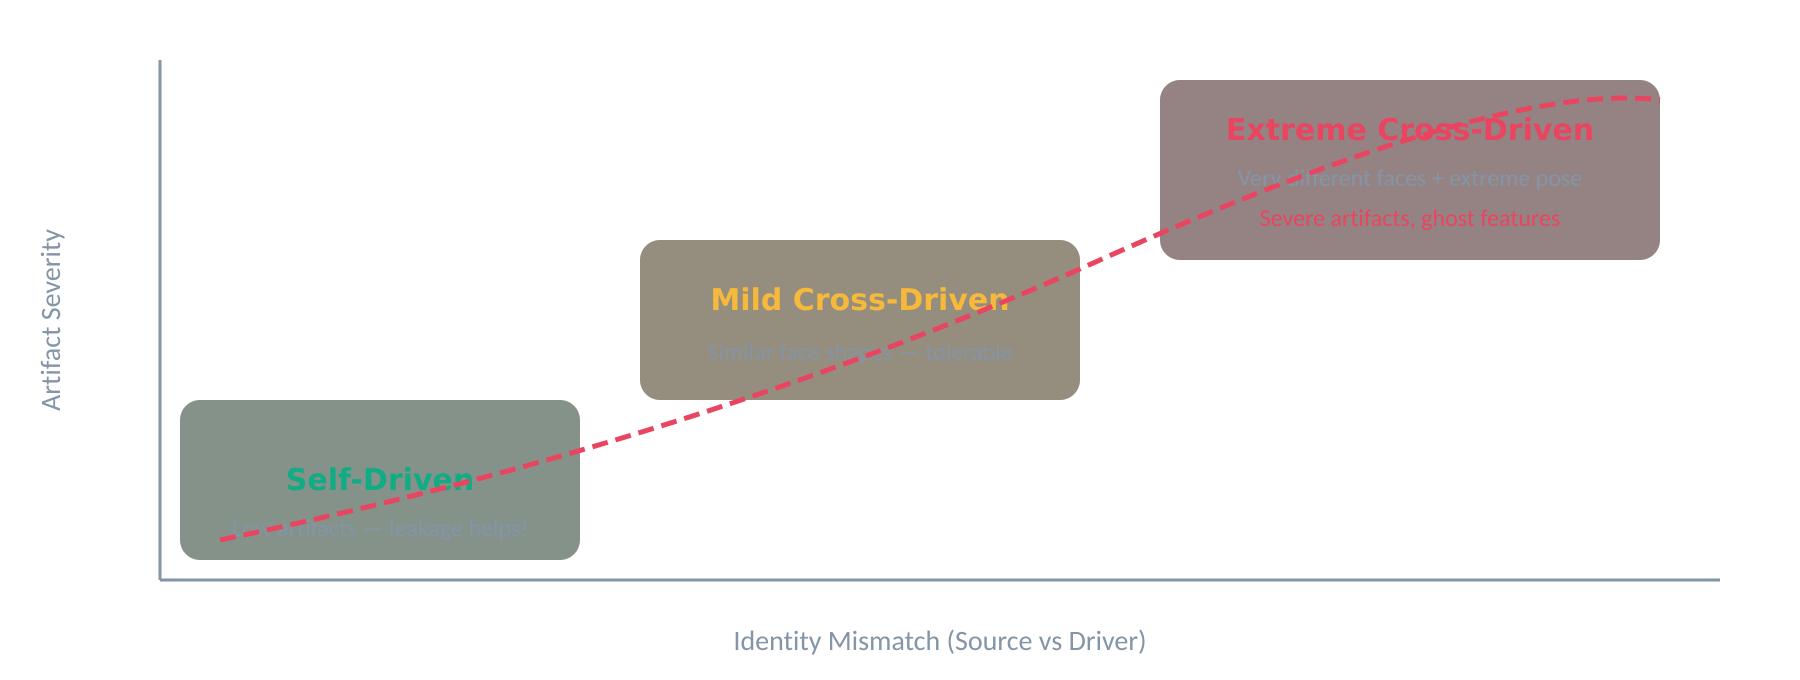 Extreme Cross-Driven
Very different faces + extreme pose
Severe artifacts, ghost features
Mild Cross-Driven
Similar face shapes — tolerable
Self-Driven
artifacts — leakage helps!
Artifact Severity
Identity Mismatch (Source vs Driver)